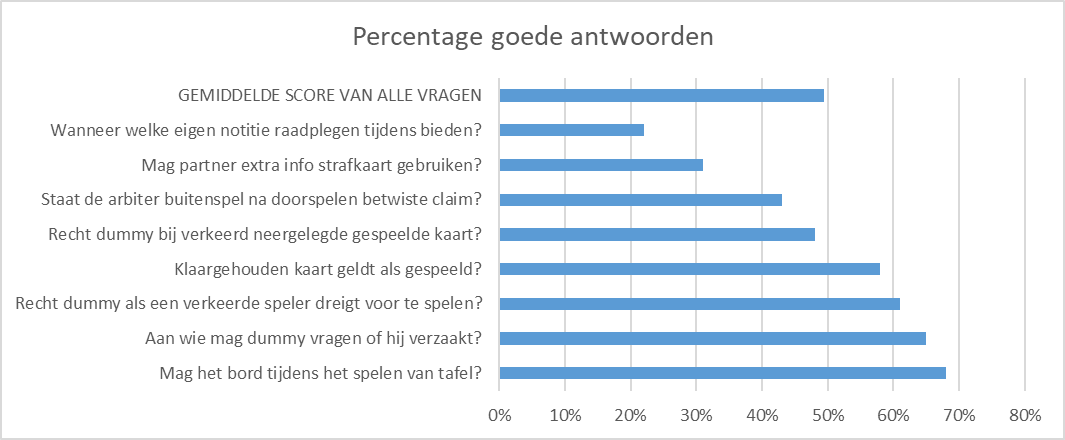 Percentage goede antwoorden
GEMIDDELDE SCORE VAN ALLE VRAGEN
Wanneer welke eigen notitie raadplegen tijdens bieden?
Mag partner extra info strafkaart gebruiken?
Staat de arbiter buitenspel na doorspelen betwiste claim?
Recht dummy bij verkeerd neergelegde gespeelde kaart?
Klaargehouden kaart geldt als gespeeld?
Recht dummy als een verkeerde speler dreigt voor te spelen?
Aan wie mag dummy vragen of hij verzaakt?
Mag het bord tijdens het spelen van tafel?
0% 10% 20% 30% 40% 50% 60% 70% 80%